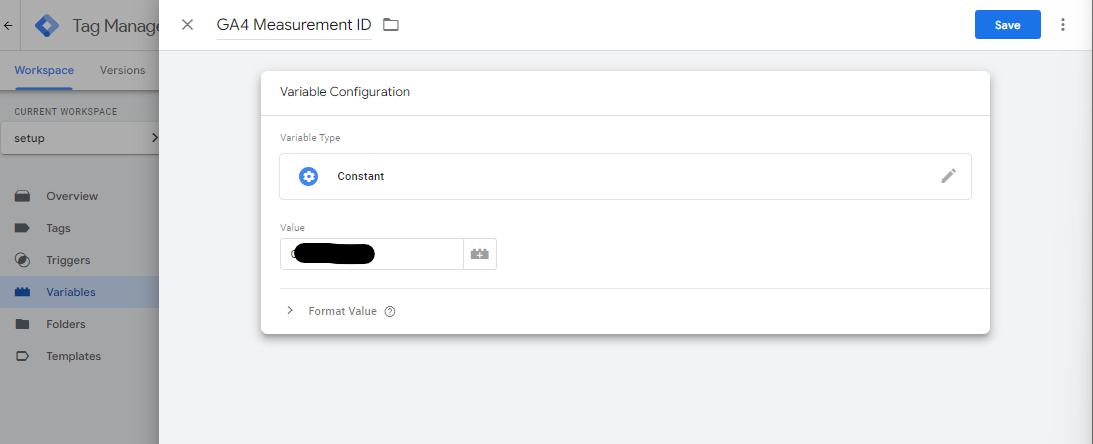 Tag Manage
GA4 Measurement ID
Save
Workspace Versions
CURRENT WORKSPACE
setup
Overview
Tags
Triggers
Variables
Folders
Templates
Variable Configuration
Variable Type
Constant
Value
Format Value